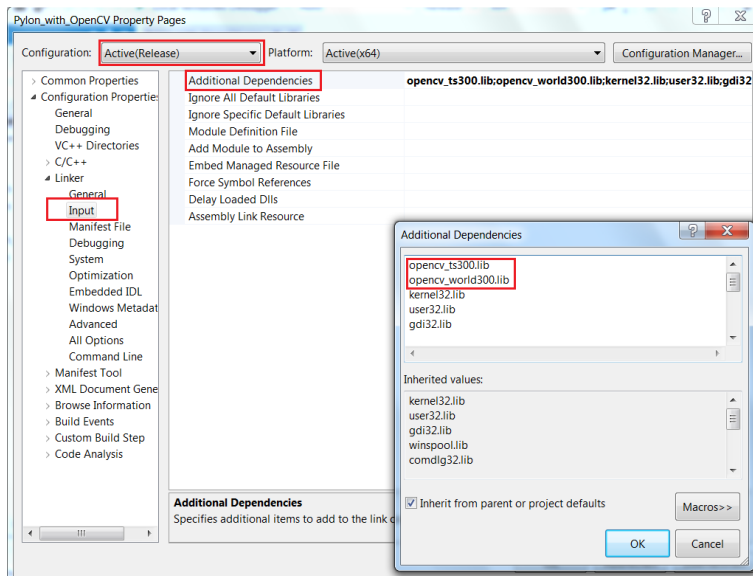 Pylon_with_OpenCV Property Pages
Configuration: Active(Release) Platform: Active(x64) Configuration Manager...
Common Properties
Configuration Propertie
General
Debugging
VC++ Directories
C/C++
Linker
General
Input
Manifest File
Debugging
System
Optimization
Embedded IDL
Windows Metadat
Advanced
All Options
Command Line
Manifest Tool
XML Document Gene
Browse Information
Build Events
Custom Build Step
Code Analysis
Additional Dependencies opencv_ts300.lib;opencv_world300.lib;kernel32.lib;user32.lib;gdi32
Ignore All Default Libraries
Ignore Specific Default Libraries
Module Definition File
Add Module to Assembly
Embed Managed Resource File
Force Symbol References
Delay Loaded Dlls
Assembly Link Resource
Additional Dependencies
Specifies additional items to add to the link c
Additional Dependencies
opencv_ts300.lib
opencv_world300.lib
kernel32.lib
user32.lib
gdi32.lib
Inherited values:
kernel32.lib
user32.lib
gdi32.lib
winspool.lib
comdlg32.lib
Inherit from parent or project defaults
Macros>>
OK Cancel